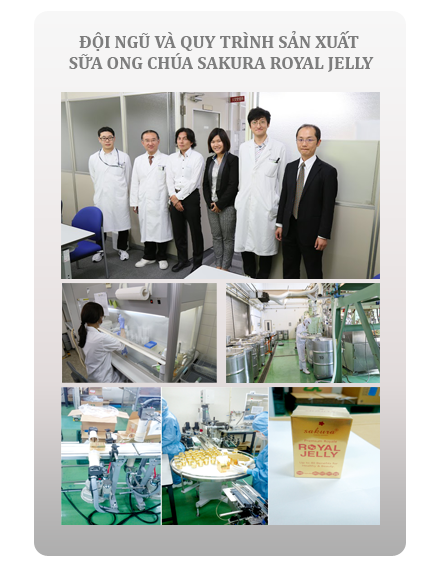 ĐỘI NGŨ VÀ QUY TRÌNH SẢN XUẤT
SỮA ONG CHÚA SAKURA ROYAL JELLY
sakura
ROYAL
JELLY